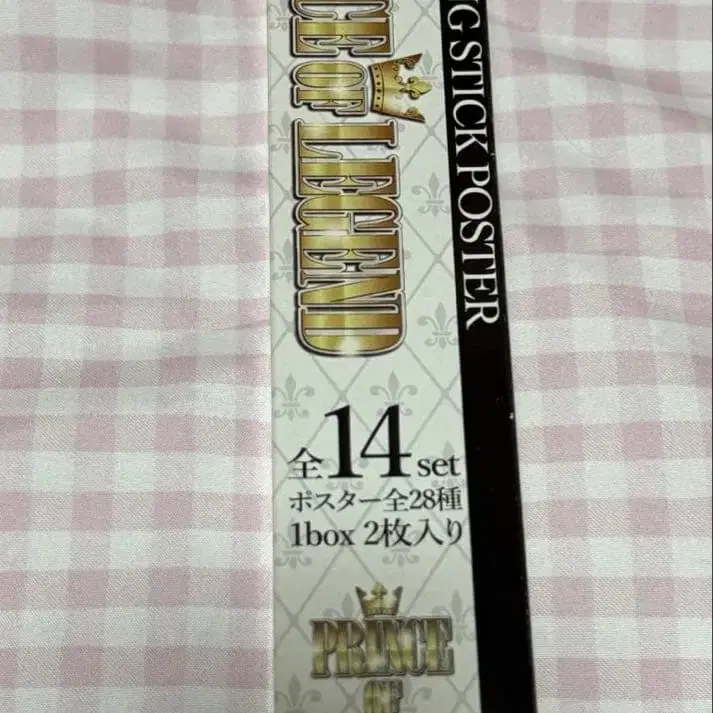 CE OF LEGEND
G STICK POSTER
全14set
ポスター全28種
1box 2枚入り
PRINCE
OF